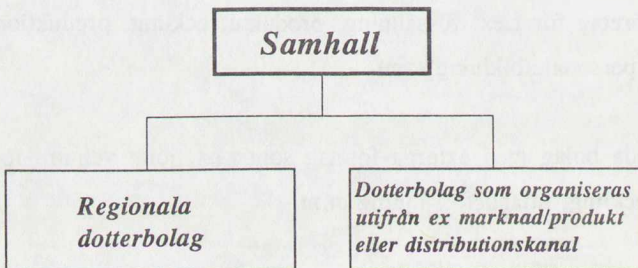 Samhall
Regionala
dotterbolag
Dotterbolag som organiseras
utifrån ex marknad/produkt
eller distributionskanal